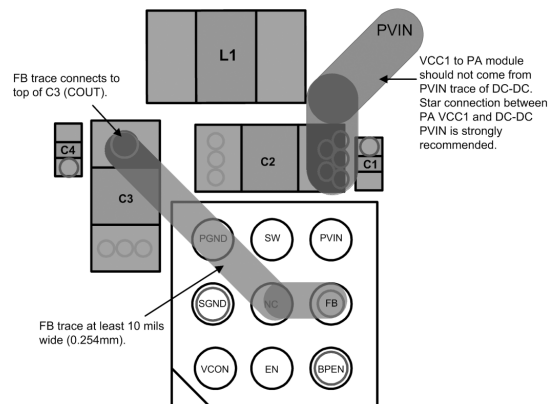 PVIN
L1
VCC1 to PA module
should not come from
PVIN trace of DC-DC.
Star connection between
PA VCC1 and DC-DC
PVIN is strongly
recommended.
FB trace connects to
top of C3 (COUT).
C4
C2
C1
C3
PGND
SW
PVIN
SGND
NC
FB
FB trace at least 10 mils
wide (0.254mm).
VCON
EN
BPEN